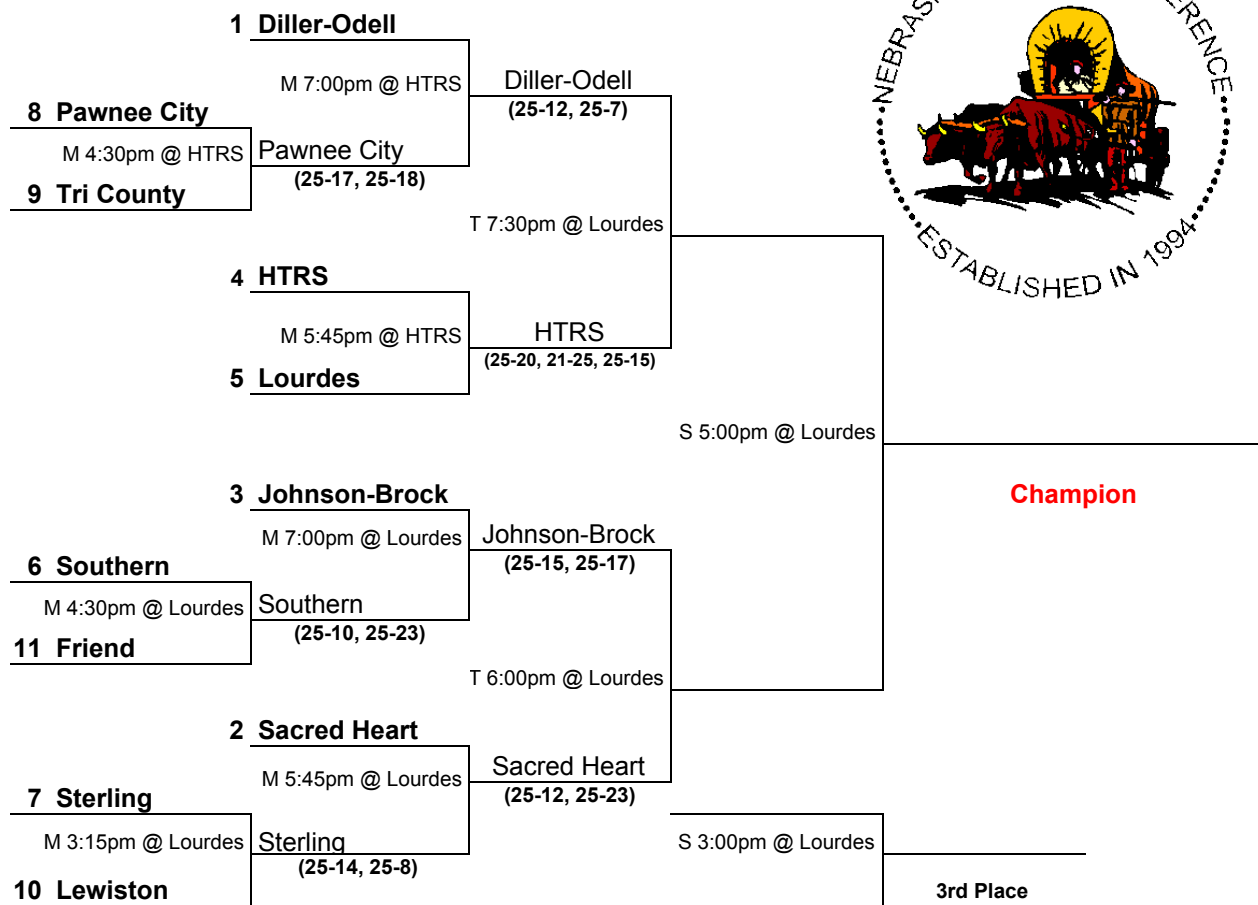 1 Diller-Odell
M 7:00pm @ HTRS
Diller-Odell
(25-12, 25-7)
8 Pawnee City
M 4:30pm @ HTRS
Pawnee City
(25-17, 25-18)
9 Tri County
T 7:30pm @ Lourdes
4 HTRS
M 5:45pm @ HTRS
HTRS
(25-20, 21-25, 25-15)
5 Lourdes
ESTABLISHED IN 1994
S 5:00pm @ Lourdes
Champion
3 Johnson-Brock
M 7:00pm @ Lourdes
Johnson-Brock
(25-15, 25-17)
6 Southern
M 4:30pm @ Lourdes
Southern
(25-10, 25-23)
11 Friend
T 6:00pm @ Lourdes
2 Sacred Heart
M 5:45pm @ Lourdes
Sacred Heart
(25-12, 25-23)
7 Sterling
M 3:15pm @ Lourdes
Sterling
(25-14, 25-8)
10 Lewiston
S 3:00pm @ Lourdes
3rd Place